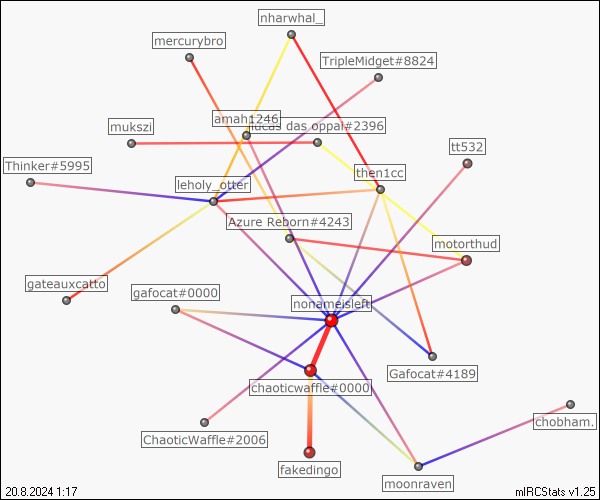 nharwhal_
mercurybro
TripleMidget#8824
amah1246
lucas das oppai#2396
mukszi
tt532
Thinker#5995
then1cc
leholy_otter
Azure Reborn#4243
motorthud
gateauxcatto
gafocat#0000
nonameisleft
Gafocat#4189
chaoticwaffle#0000
chobham.
ChaoticWaffle#2006
fakedingo
moonraven
20.8.2024 1:17
mIRCStats v1.25